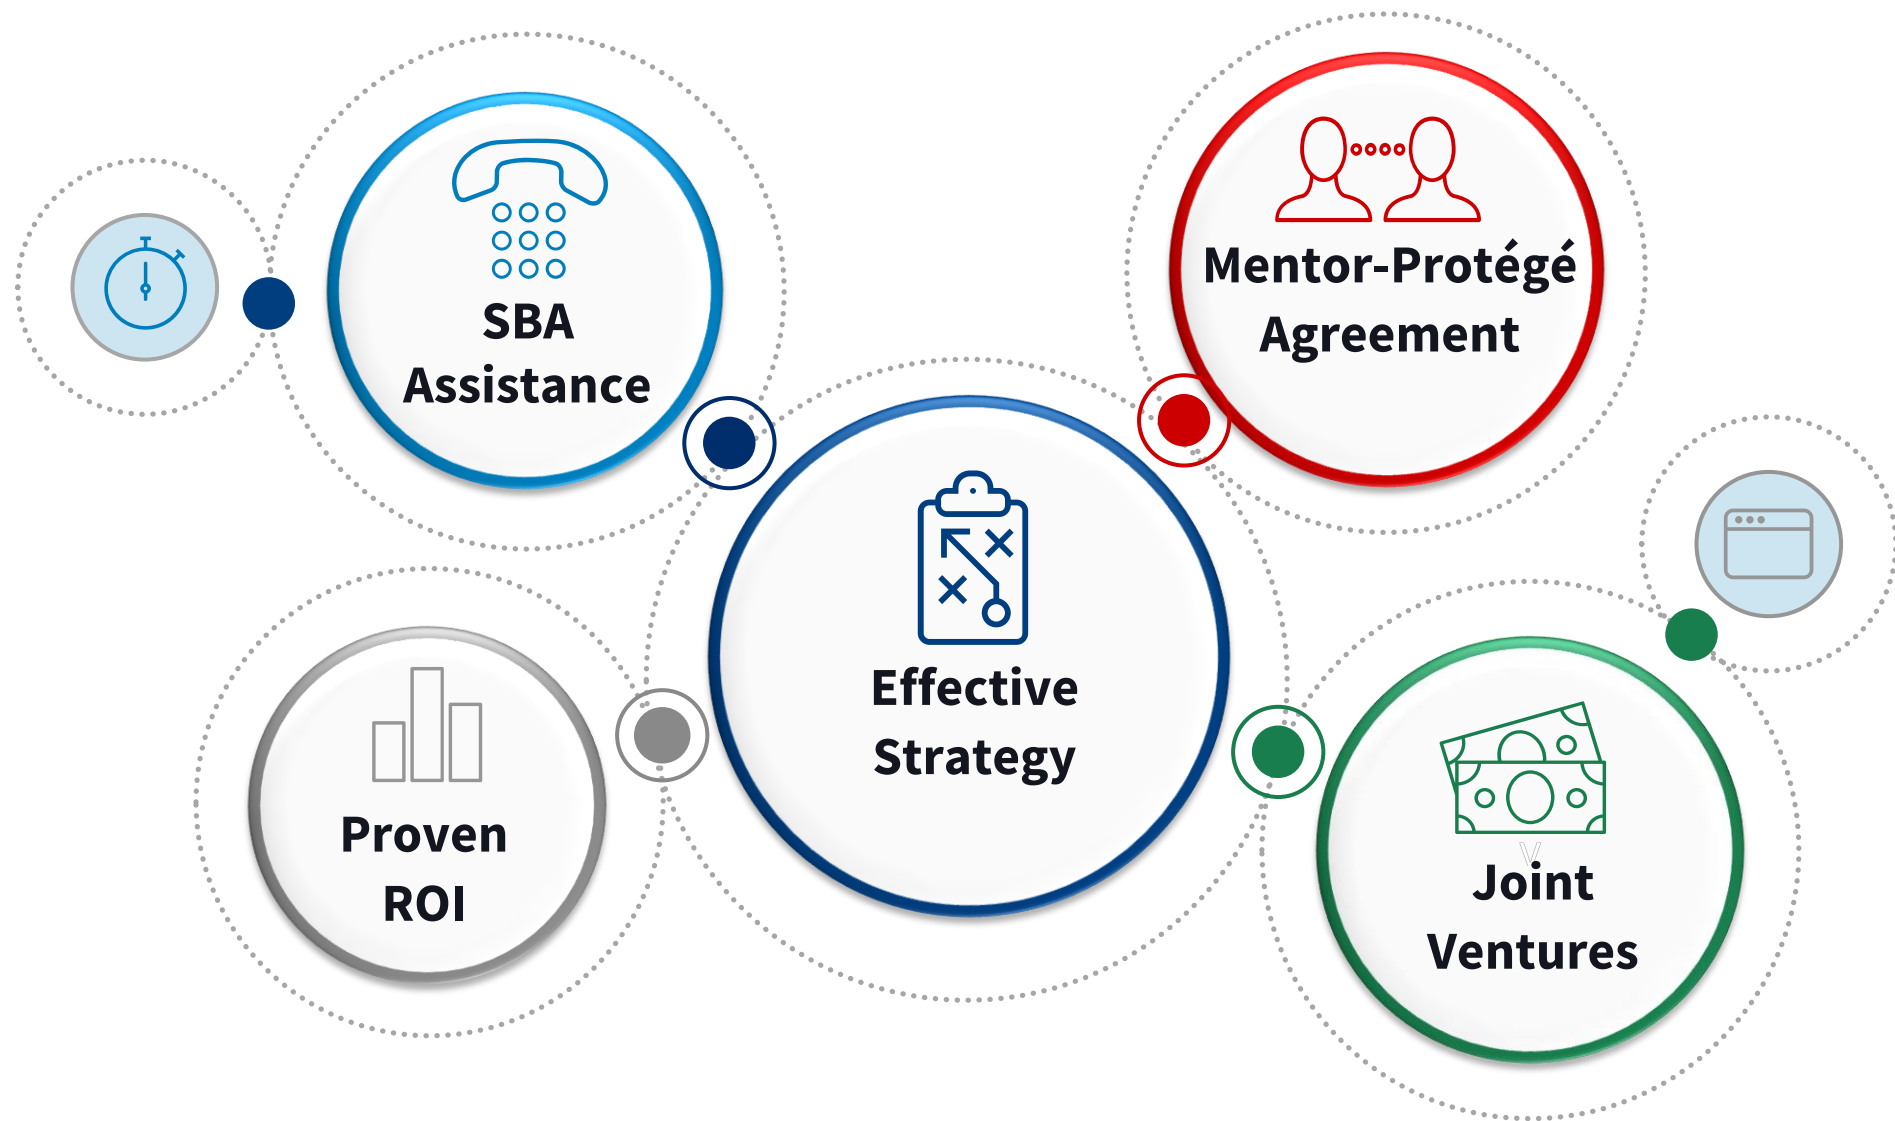 SBA
Assistance
Mentor-Protégé
Agreement
Effective
Strategy
Proven
ROI
V
Joint
Ventures